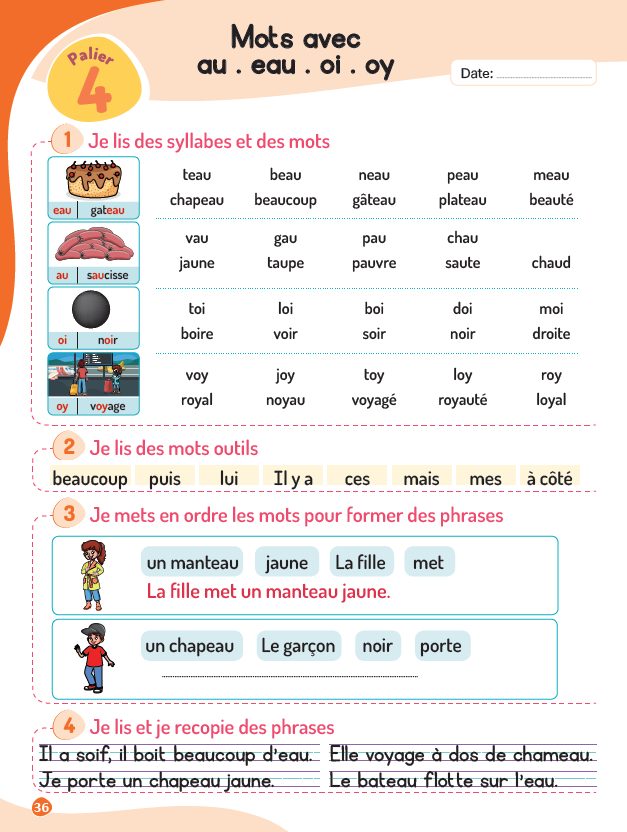 Palier
4
Mots avec
au . eau . oi . oy
Date:
1 Je lis des syllabes et des mots
eau gateau
teau beau neau peau meau
chapeau beaucoup gâteau plateau beauté
au saucisse
vau gau pau chau
jaune taupe pauvre saute chaud
oi noir
toi loi boi doi moi
boire voir soir noir droite
oy voyage
voy joy toy loy roy
royal noyau voyagé royauté loyal
2 Je lis des mots outils
beaucoup puis lui Il y a ces mais mes à côté
3 Je mets en ordre les mots pour former des phrases
un manteau jaune La fille met
La fille met un manteau jaune.
un chapeau Le garçon noir porte
4 Je lis et je recopie des phrases
Il a soif, il boit beaucoup d'eau. Elle voyage à dos de chameau.
Je porte un chapeau jaune. Le bateau flotte sur l'eau.
36